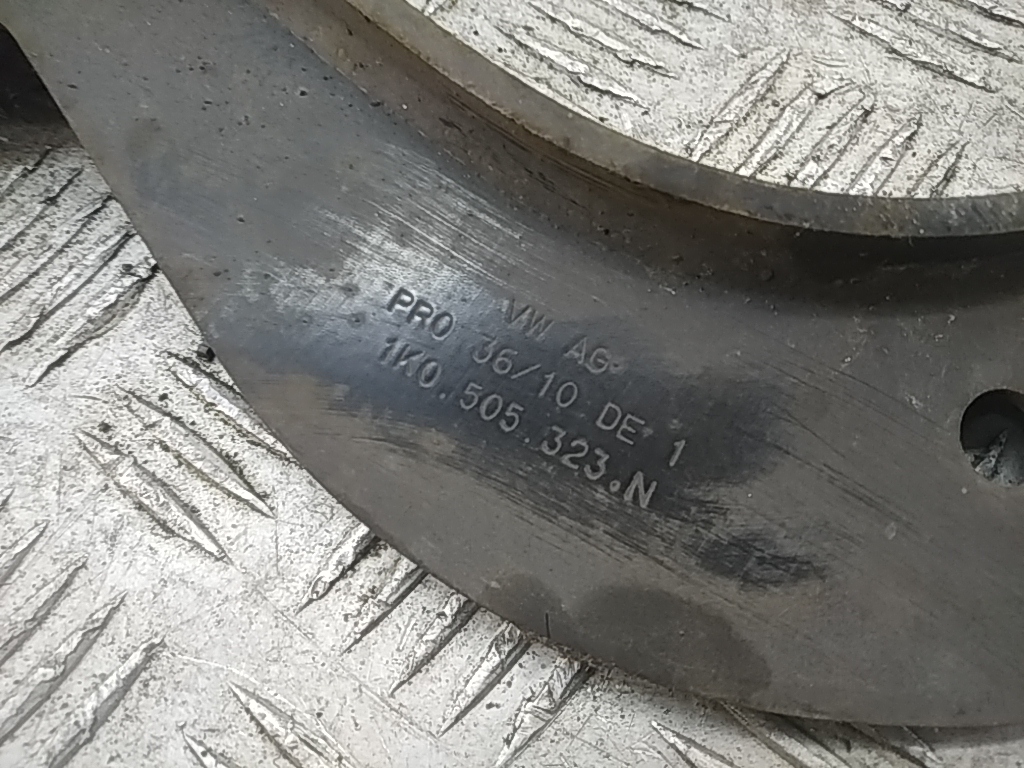 VW AG
PRO 36/10 DE 1
1K0.505.323.N